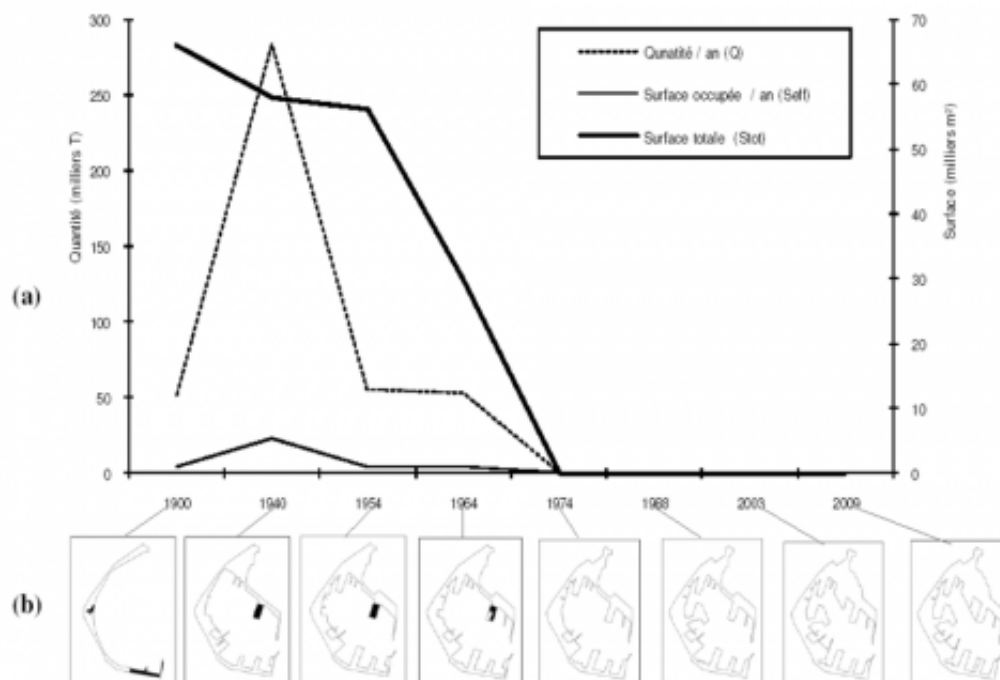 300
250
200
150
100
50
0
Quantité (milliers T)
Qunatité / an (Q)
Surface occupée / an (Seff)
Surface totale (Stot)
70
60
50
40
30
20
10
0
Surface (milliers m²)
(a)
1900 1940 1954 1964 1974 1988 2003 2009
(b)